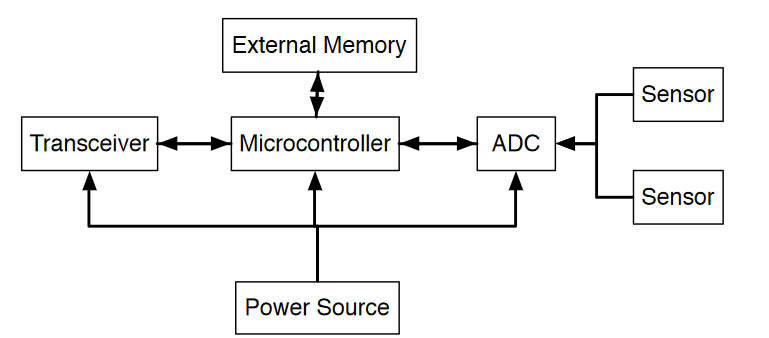 External Memory
Sensor
Transceiver
Microcontroller
ADC
Sensor
Power Source